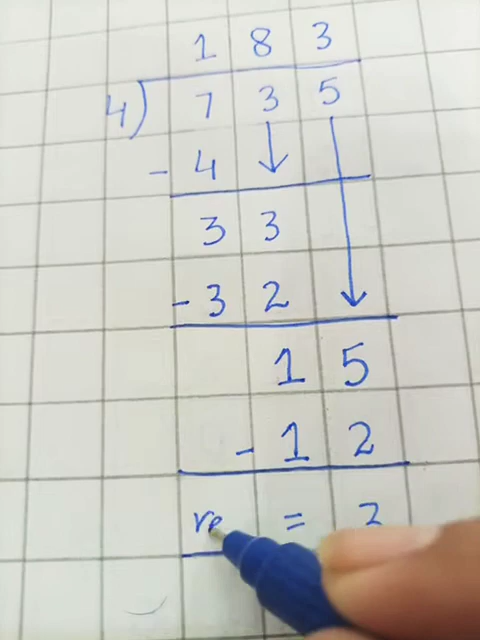 1 8 3
4) 7 3 5
- 4
3 3
- 3 2
1 5
- 1 2
re = 3